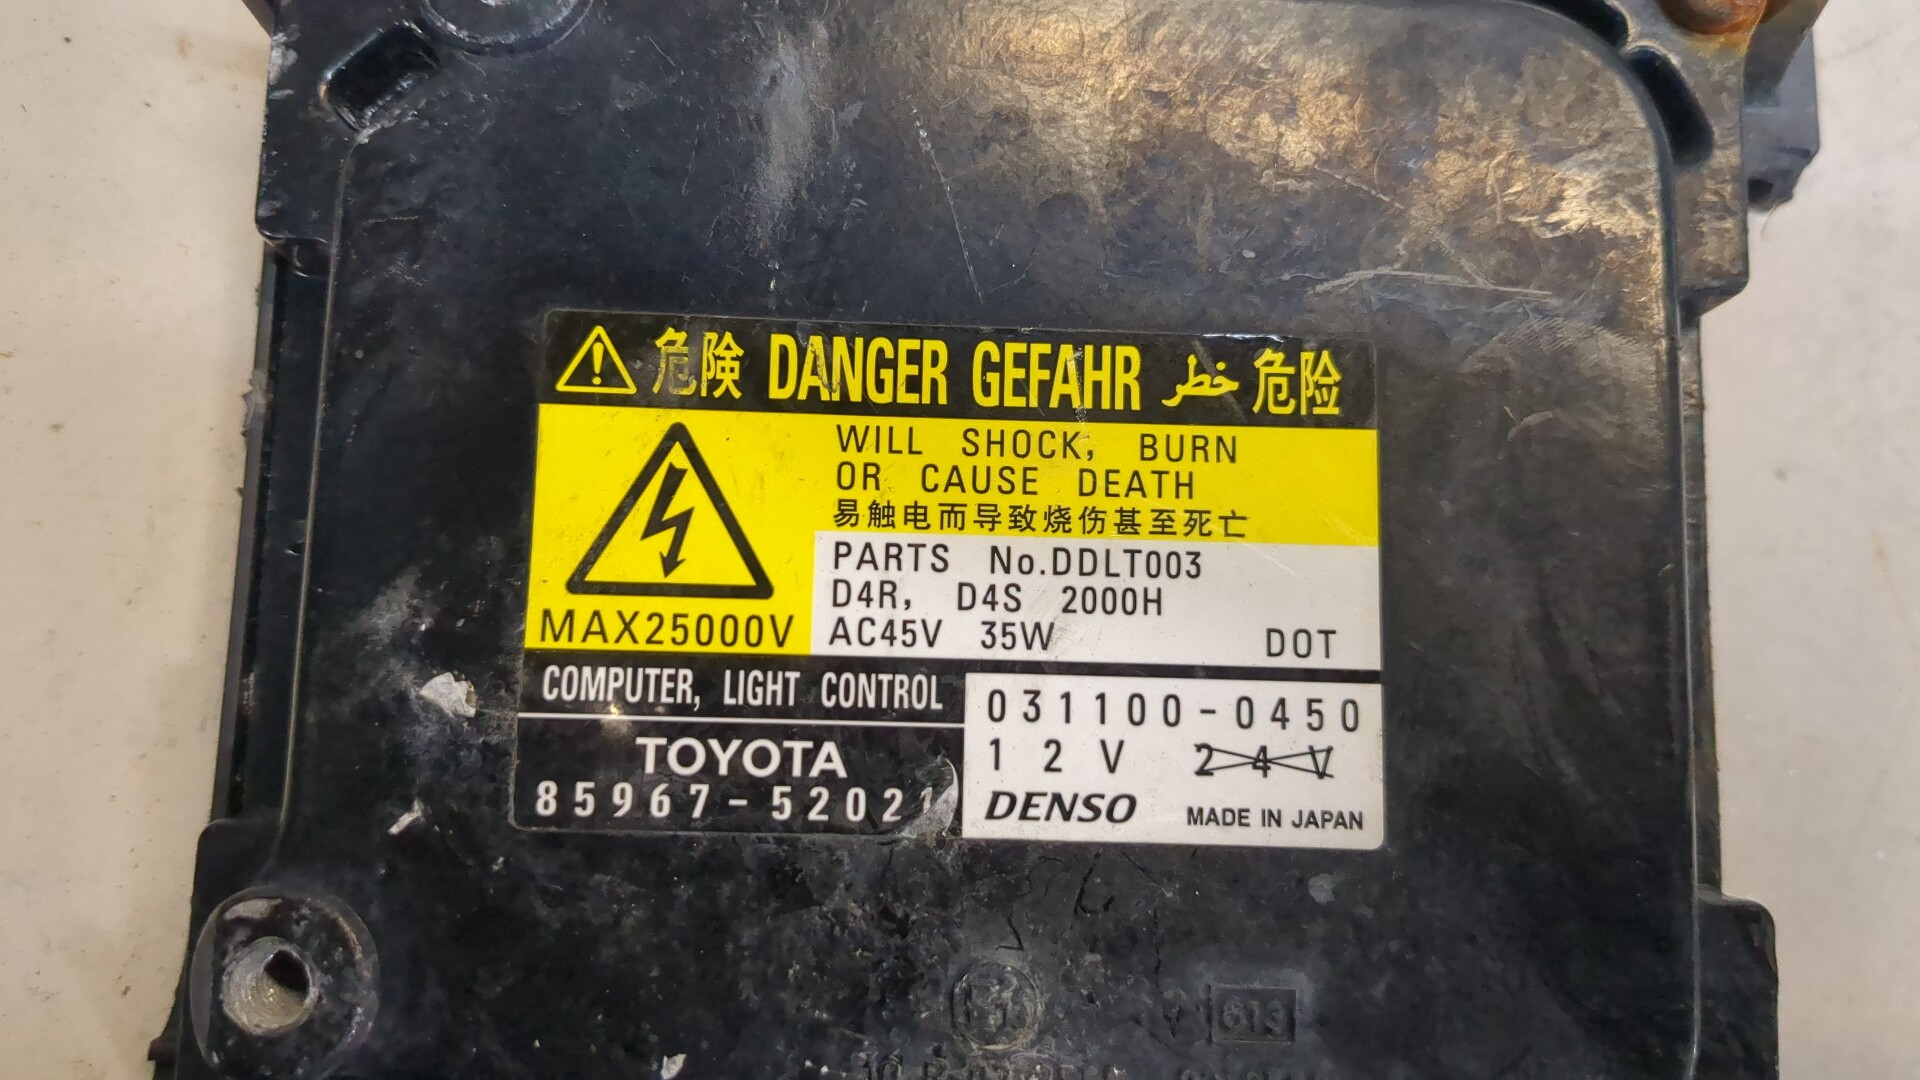 危険 DANGER GEFAHR خطر 危险
WILL SHOCK, BURN
OR CAUSE DEATH
易触电而导致烧伤甚至死亡
MAX25000V
PARTS No.DDLT003
D4R, D4S 2000H
AC45V 35W DOT
COMPUTER, LIGHT CONTROL
TOYOTA
85967-52021
031100-0450
12V 24V
DENSO MADE IN JAPAN
813